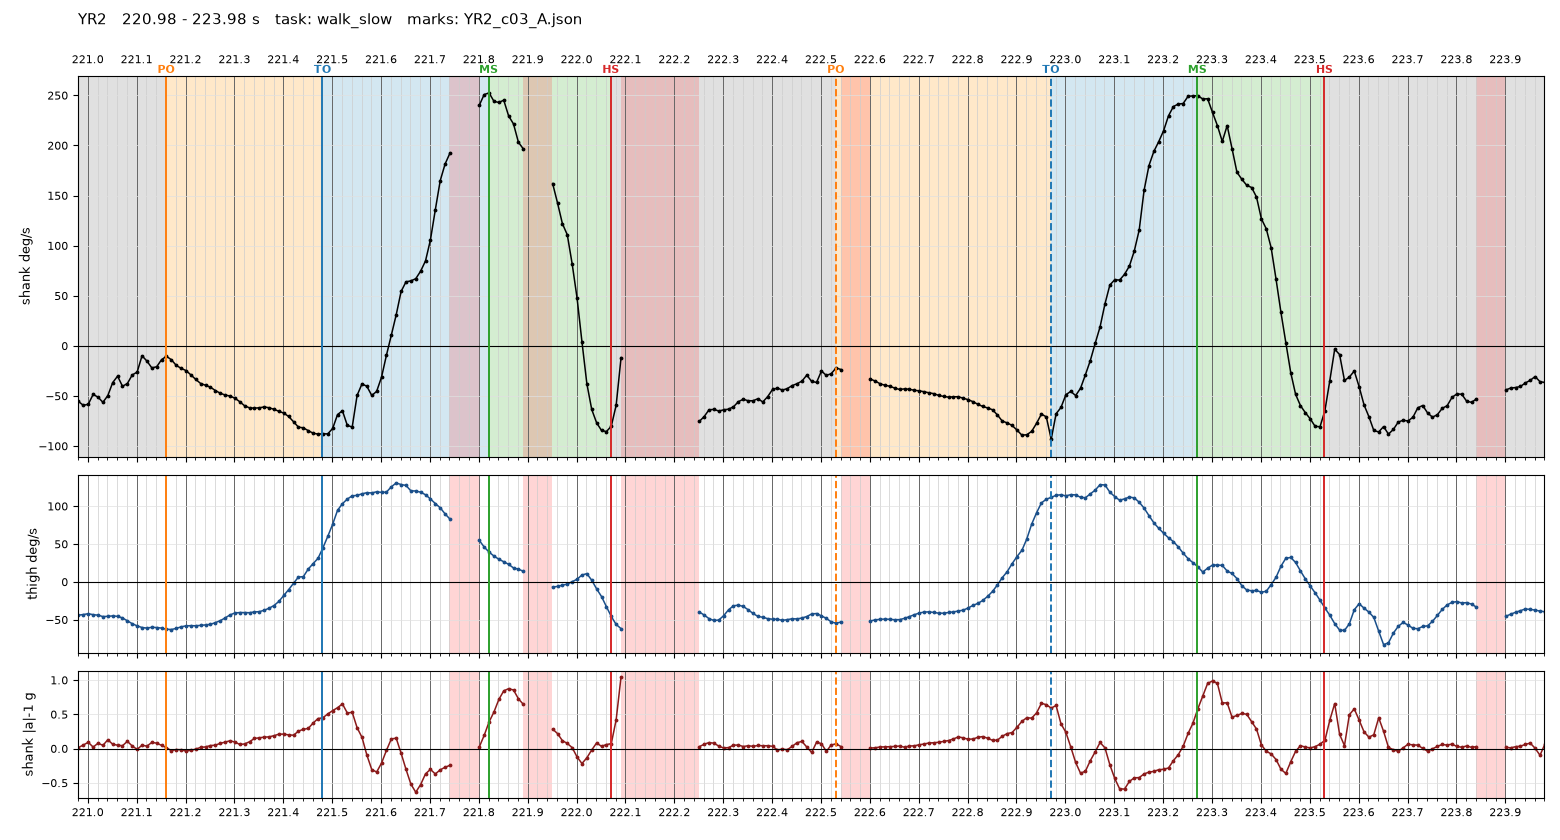 YR2   220.98 - 223.98 s   task: walk_slow   marks: YR2_c03_A.json
221.0 221.1 221.2 221.3 221.4 221.5 221.6 221.7 221.8 221.9 222.0 222.1 222.2 222.3 222.4 222.5 222.6 222.7 222.8 222.9 223.0 223.1 223.2 223.3 223.4 223.5 223.6 223.7 223.8 223.9
PO TO MS HS PO TO MS HS
250
200
150
100
50
0
−50
−100
shank deg/s
100
50
0
−50
thigh deg/s
1.0
0.5
0.0
−0.5
shank |a|-1 g
221.0 221.1 221.2 221.3 221.4 221.5 221.6 221.7 221.8 221.9 222.0 222.1 222.2 222.3 222.4 222.5 222.6 222.7 222.8 222.9 223.0 223.1 223.2 223.3 223.4 223.5 223.6 223.7 223.8 223.9